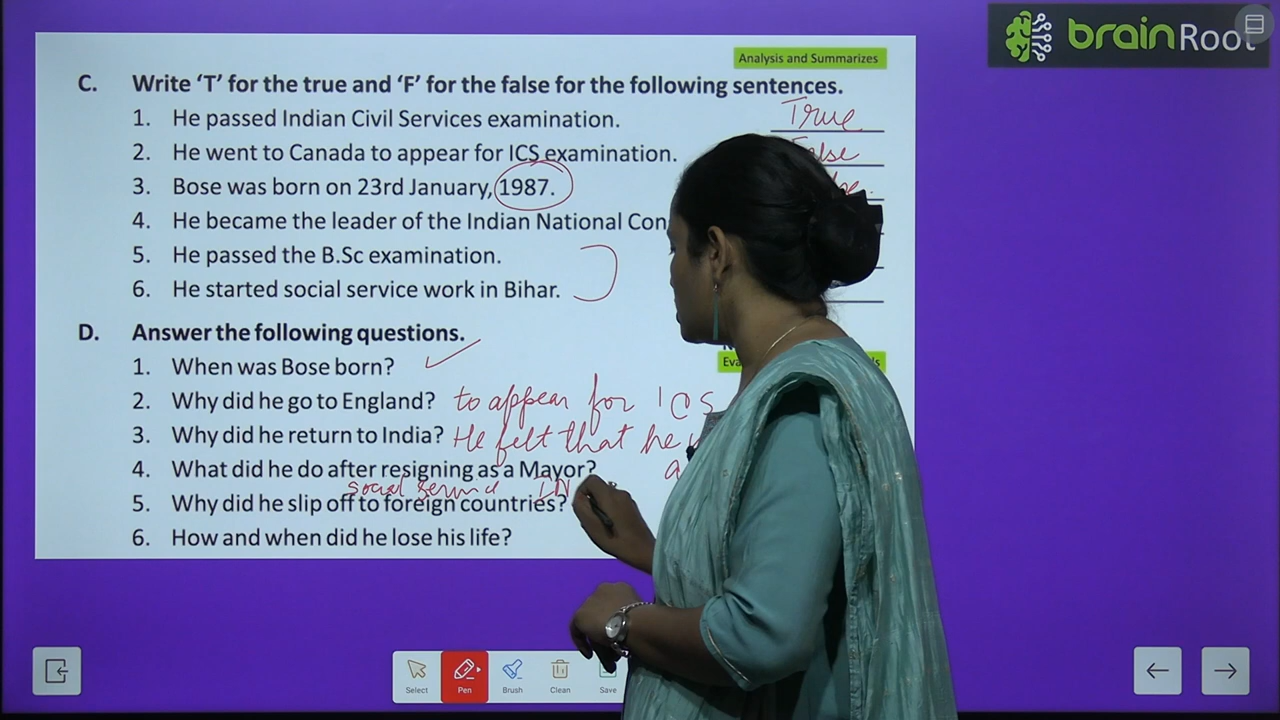 brainRoot
Analysis and Summarizes
C. Write ‘T’ for the true and ‘F’ for the false for the following sentences.
1. He passed Indian Civil Services examination. True
2. He went to Canada to appear for ICS examination.
3. Bose was born on 23rd January, 1987.
4. He became the leader of the Indian National Con
5. He passed the B.Sc examination.
6. He started social service work in Bihar.
D. Answer the following questions.
1. When was Bose born?
2. Why did he go to England? to appear for ICS
3. Why did he return to India? He felt that he
4. What did he do after resigning as a Mayor?
social service
5. Why did he slip off to foreign countries?
6. How and when did he lose his life?
Select
Pen
Brush
Clean
Save